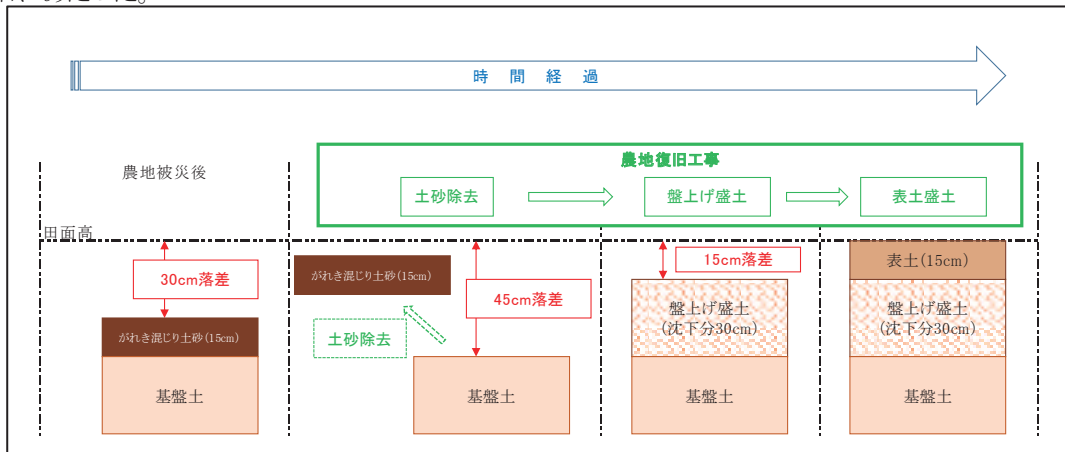 時間経過
農地被災後
農地復旧工事
土砂除去
盤上げ盛土
表土盛土
田面高
30cm落差
がれき混じり土砂(15cm)
基盤土
がれき混じり土砂(15cm)
土砂除去
45cm落差
基盤土
15cm落差
盤上げ盛土
(沈下分30cm)
基盤土
表土(15cm)
盤上げ盛土
(沈下分30cm)
基盤土